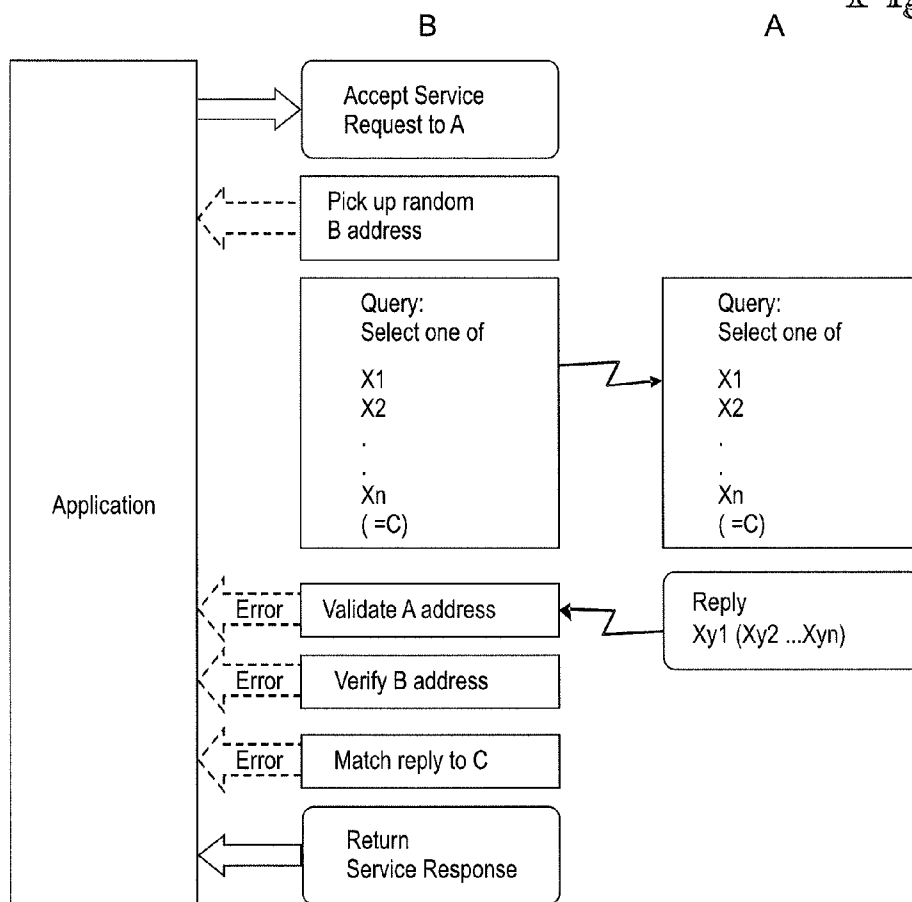 B
A
Accept Service
Request to A
Pick up random
B address
Query:
Select one of
X1
X2
.
.
Xn
( =C)
Query:
Select one of
X1
X2
.
.
Xn
( =C)
Application
Error
Validate A address
Reply
Xy1 (Xy2 ...Xyn)
Error
Verify B address
Error
Match reply to C
Return
Service Response